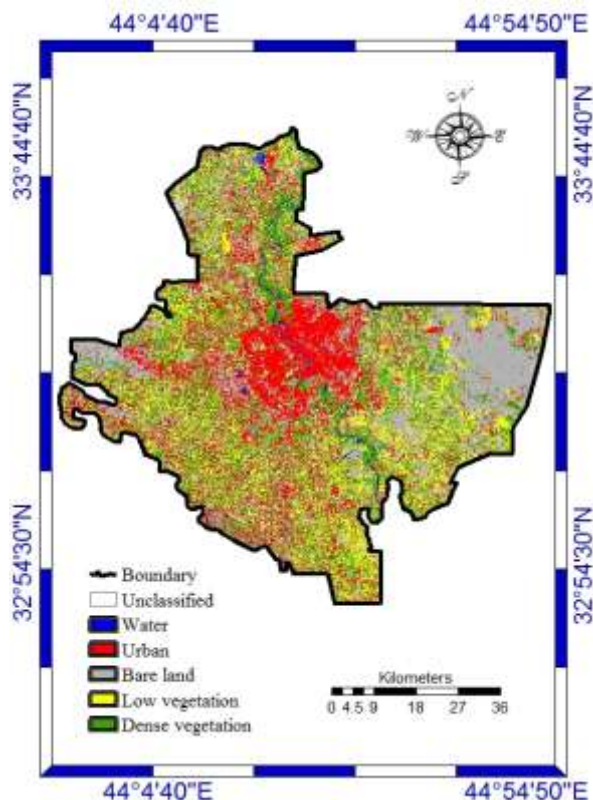 44°4'40"E 44°54'50"E
N
W E
S
33°44'40"N 33°44'40"N
32°54'30"N 32°54'30"N
Boundary
Unclassified
Water
Urban
Bare land
Low vegetation
Dense vegetation
Kilometers
0 4.5 9 18 27 36
44°4'40"E 44°54'50"E